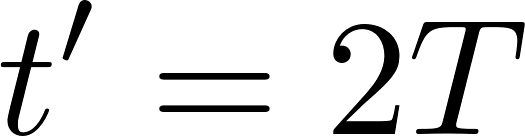 t′ = 2T